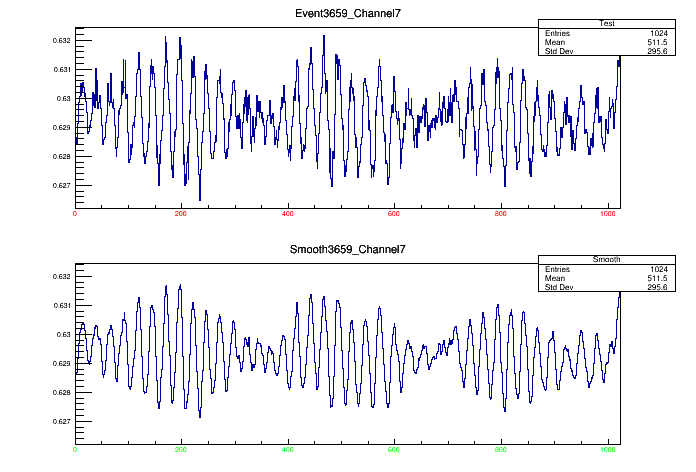 Event3659_Channel7
Test
Entries 1024
Mean 511.5
Std Dev 295.6
0.632
0.631
0.63
0.629
0.628
0.627
0 200 400 600 800 1000
Smooth3659_Channel7
Smooth
Entries 1024
Mean 511.5
Std Dev 295.6
0.632
0.631
0.63
0.629
0.628
0.627
0 200 400 600 800 1000